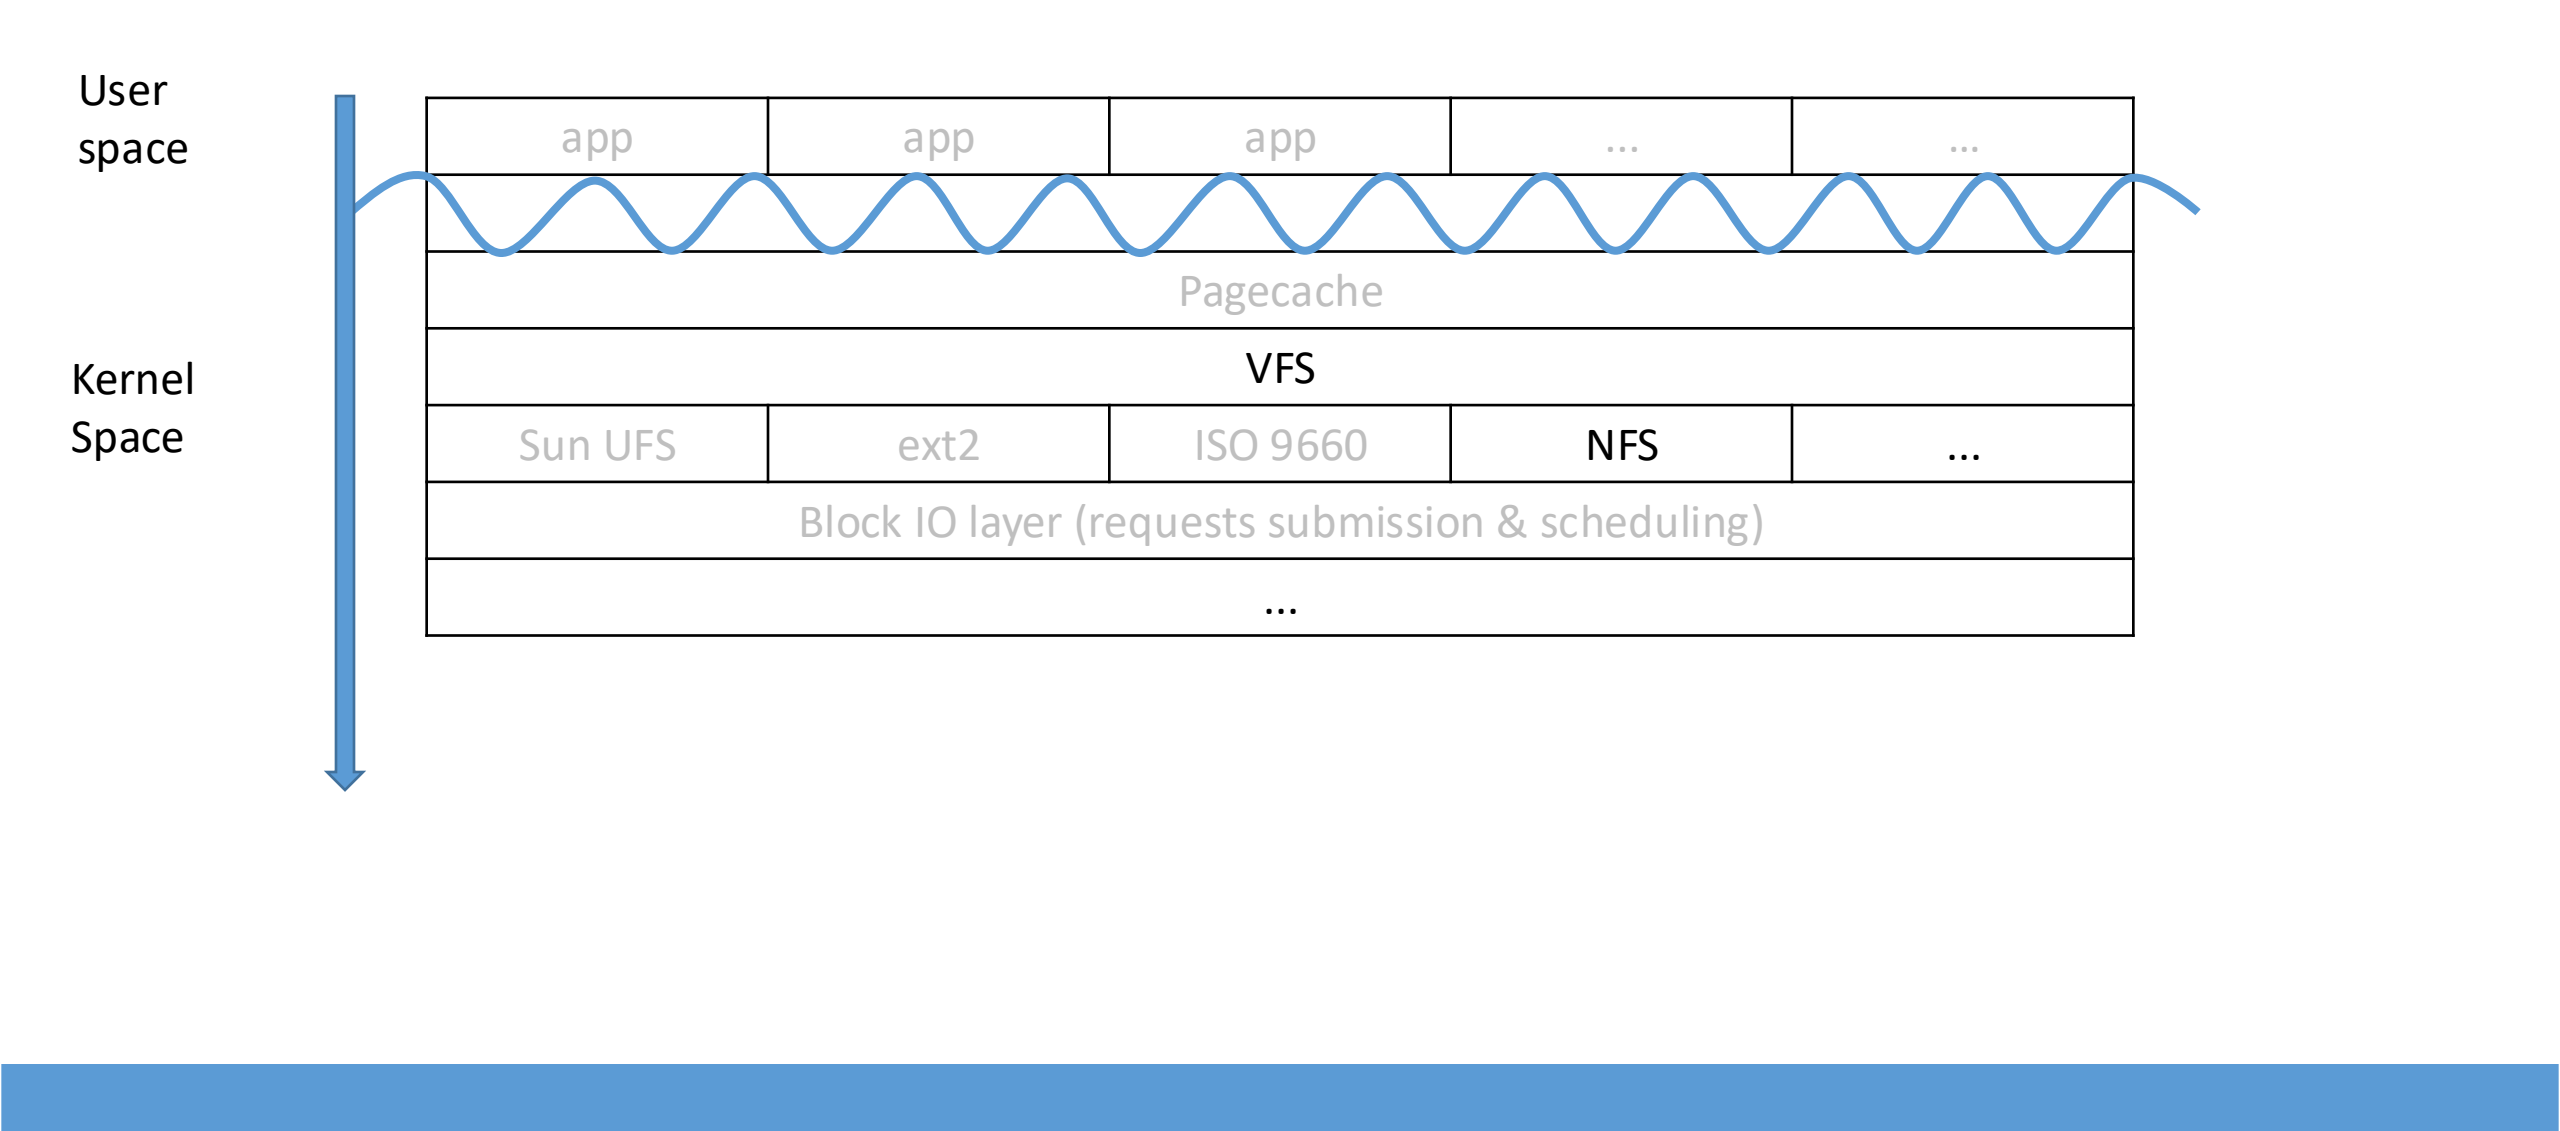 User
space
app
app
app
...
...
Pagecache
VFS
Kernel
Space
Sun UFS
ext2
ISO 9660
NFS
...
Block IO layer (requests submission & scheduling)
...